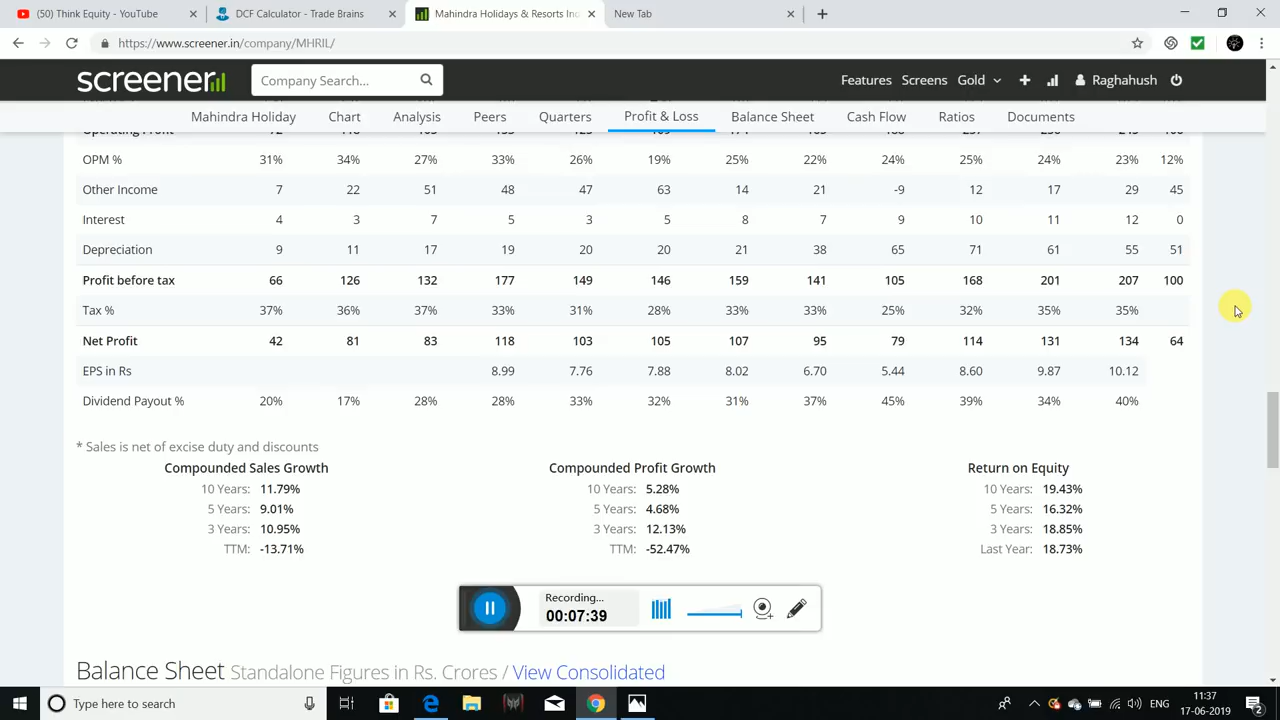 (50) Think Equity - YouTube
DCF Calculator - Trade Brains
Mahindra Holidays & Resorts Inc
New Tab
https://www.screener.in/company/MHRIL/
screener
Company Search...
Features Screens Gold
Raghahush
Mahindra Holiday Chart Analysis Peers Quarters Profit & Loss Balance Sheet Cash Flow Ratios Documents
Operating Profit
OPM % 31% 34% 27% 33% 26% 19% 25% 22% 24% 25% 24% 23% 12%
Other Income 7 22 51 48 47 63 14 21 -9 12 17 29 45
Interest 4 3 7 5 3 5 8 7 9 10 11 12 0
Depreciation 9 11 17 19 20 20 21 38 65 71 61 55 51
Profit before tax 66 126 132 177 149 146 159 141 105 168 201 207 100
Tax % 37% 36% 37% 33% 31% 28% 33% 33% 25% 32% 35% 35%
Net Profit 42 81 83 118 103 105 107 95 79 114 131 134 64
EPS in Rs 8.99 7.76 7.88 8.02 6.70 5.44 8.60 9.87 10.12
Dividend Payout % 20% 17% 28% 28% 33% 32% 31% 37% 45% 39% 34% 40%
* Sales is net of excise duty and discounts
Compounded Sales Growth Compounded Profit Growth Return on Equity
10 Years: 11.79% 10 Years: 5.28% 10 Years: 19.43%
5 Years: 9.01% 5 Years: 4.68% 5 Years: 16.32%
3 Years: 10.95% 3 Years: 12.13% 3 Years: 18.85%
TTM: -13.71% TTM: -52.47% Last Year: 18.73%
Recording...
00:07:39
Balance Sheet Standalone Figures in Rs. Crores / View Consolidated
Type here to search
ENG
11:37
17-06-2019
2